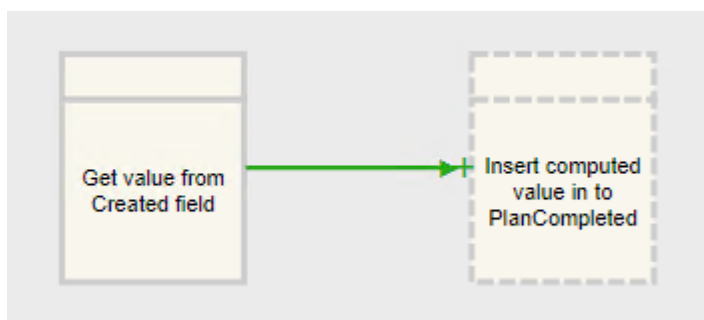 Get value from
Created field
Insert computed
value in to
PlanCompleted